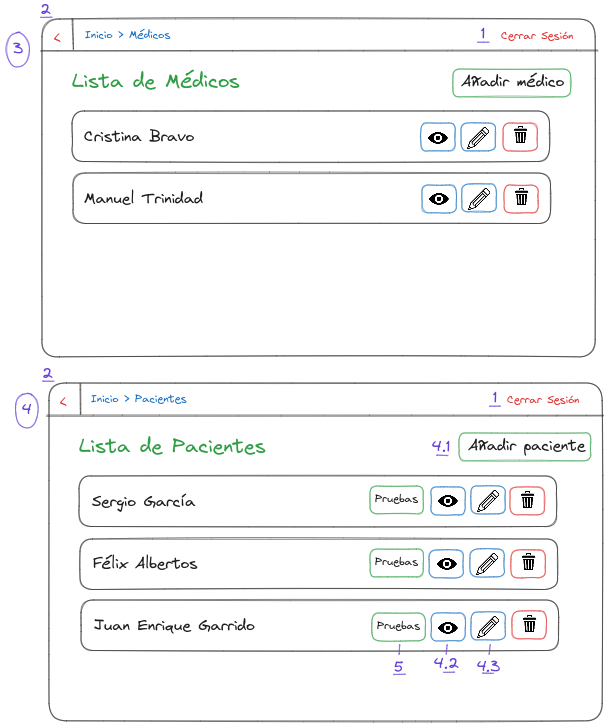 2
3
< Inicio > Médicos 1 Cerrar Sesión
Lista de Médicos Añadir médico
Cristina Bravo
Manuel Trinidad
2
4
< Inicio > Pacientes 1 Cerrar Sesión
Lista de Pacientes 4.1 Añadir paciente
Sergio García Pruebas
Félix Albertos Pruebas
Juan Enrique Garrido Pruebas
5 4.2 4.3